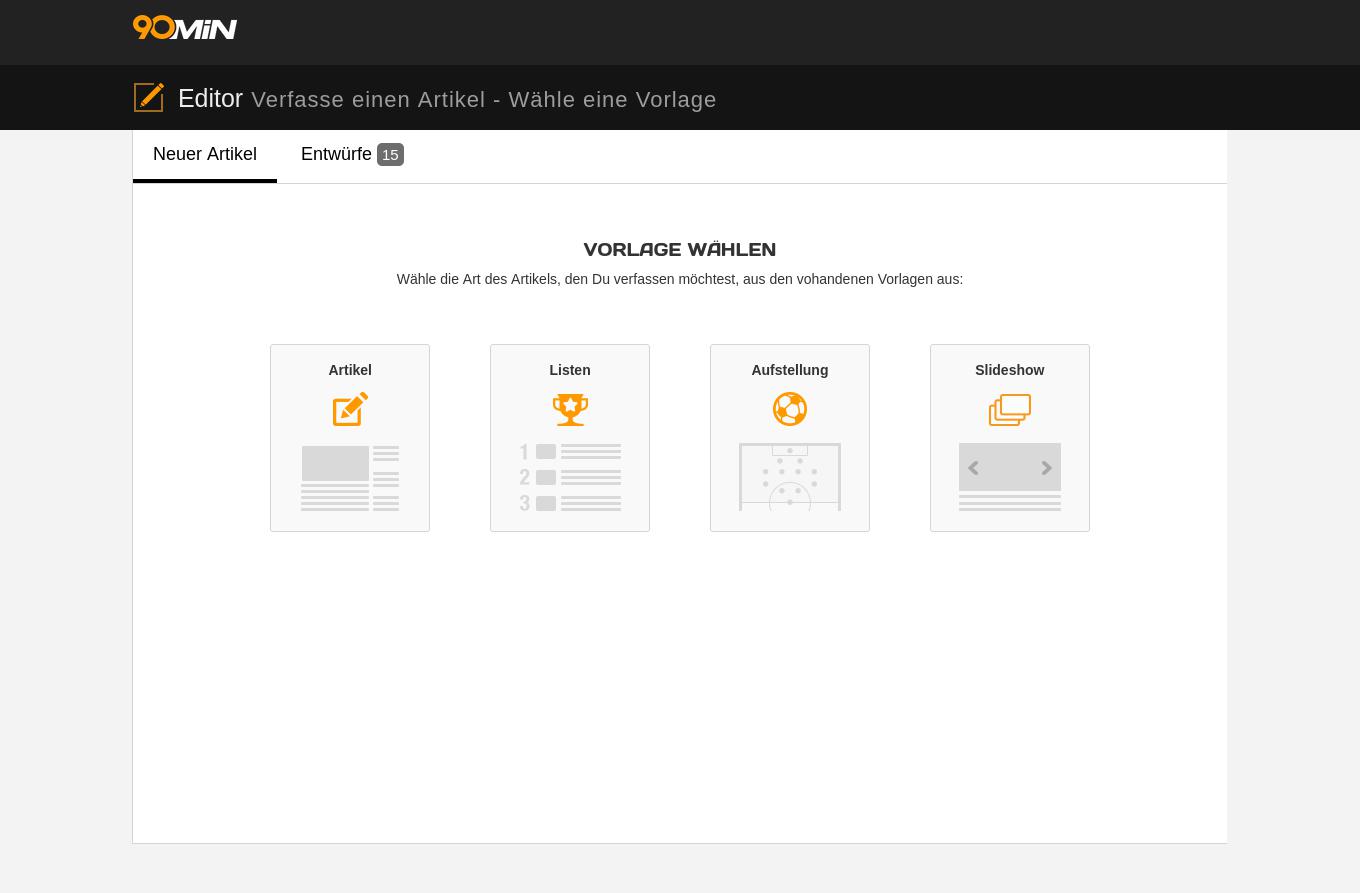 90MiN
Editor Verfasse einen Artikel - Wähle eine Vorlage
Neuer Artikel Entwürfe 15
VORLAGE WÄHLEN
Wähle die Art des Artikels, den Du verfassen möchtest, aus den vohandenen Vorlagen aus:
Artikel Listen Aufstellung Slideshow
1
2
3